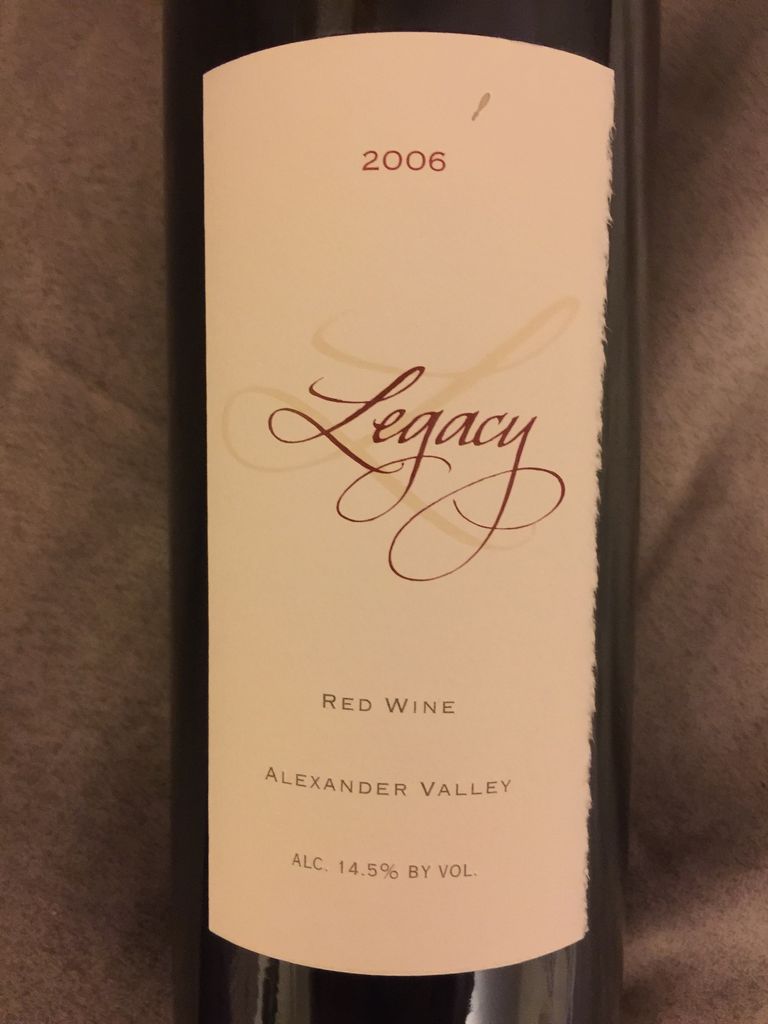 2006
Legacy
RED WINE
ALEXANDER VALLEY
ALC. 14.5% BY VOL.